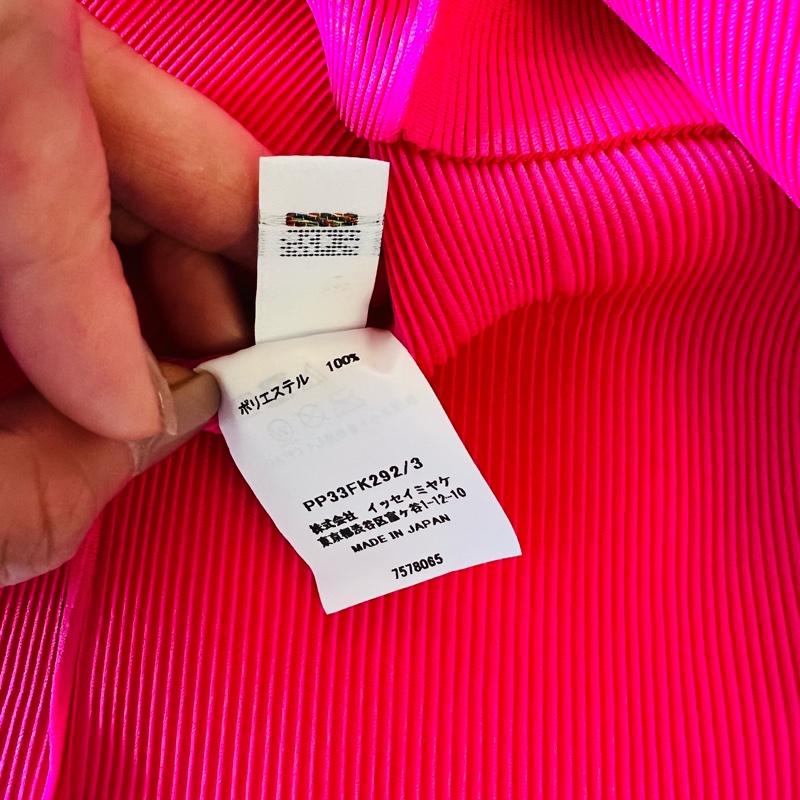 ポリエステル 100%
PP33FK292/3
株式会社 イッセイミヤケ
東京都渋谷区富ヶ谷1-12-10
MADE IN JAPAN
7578065